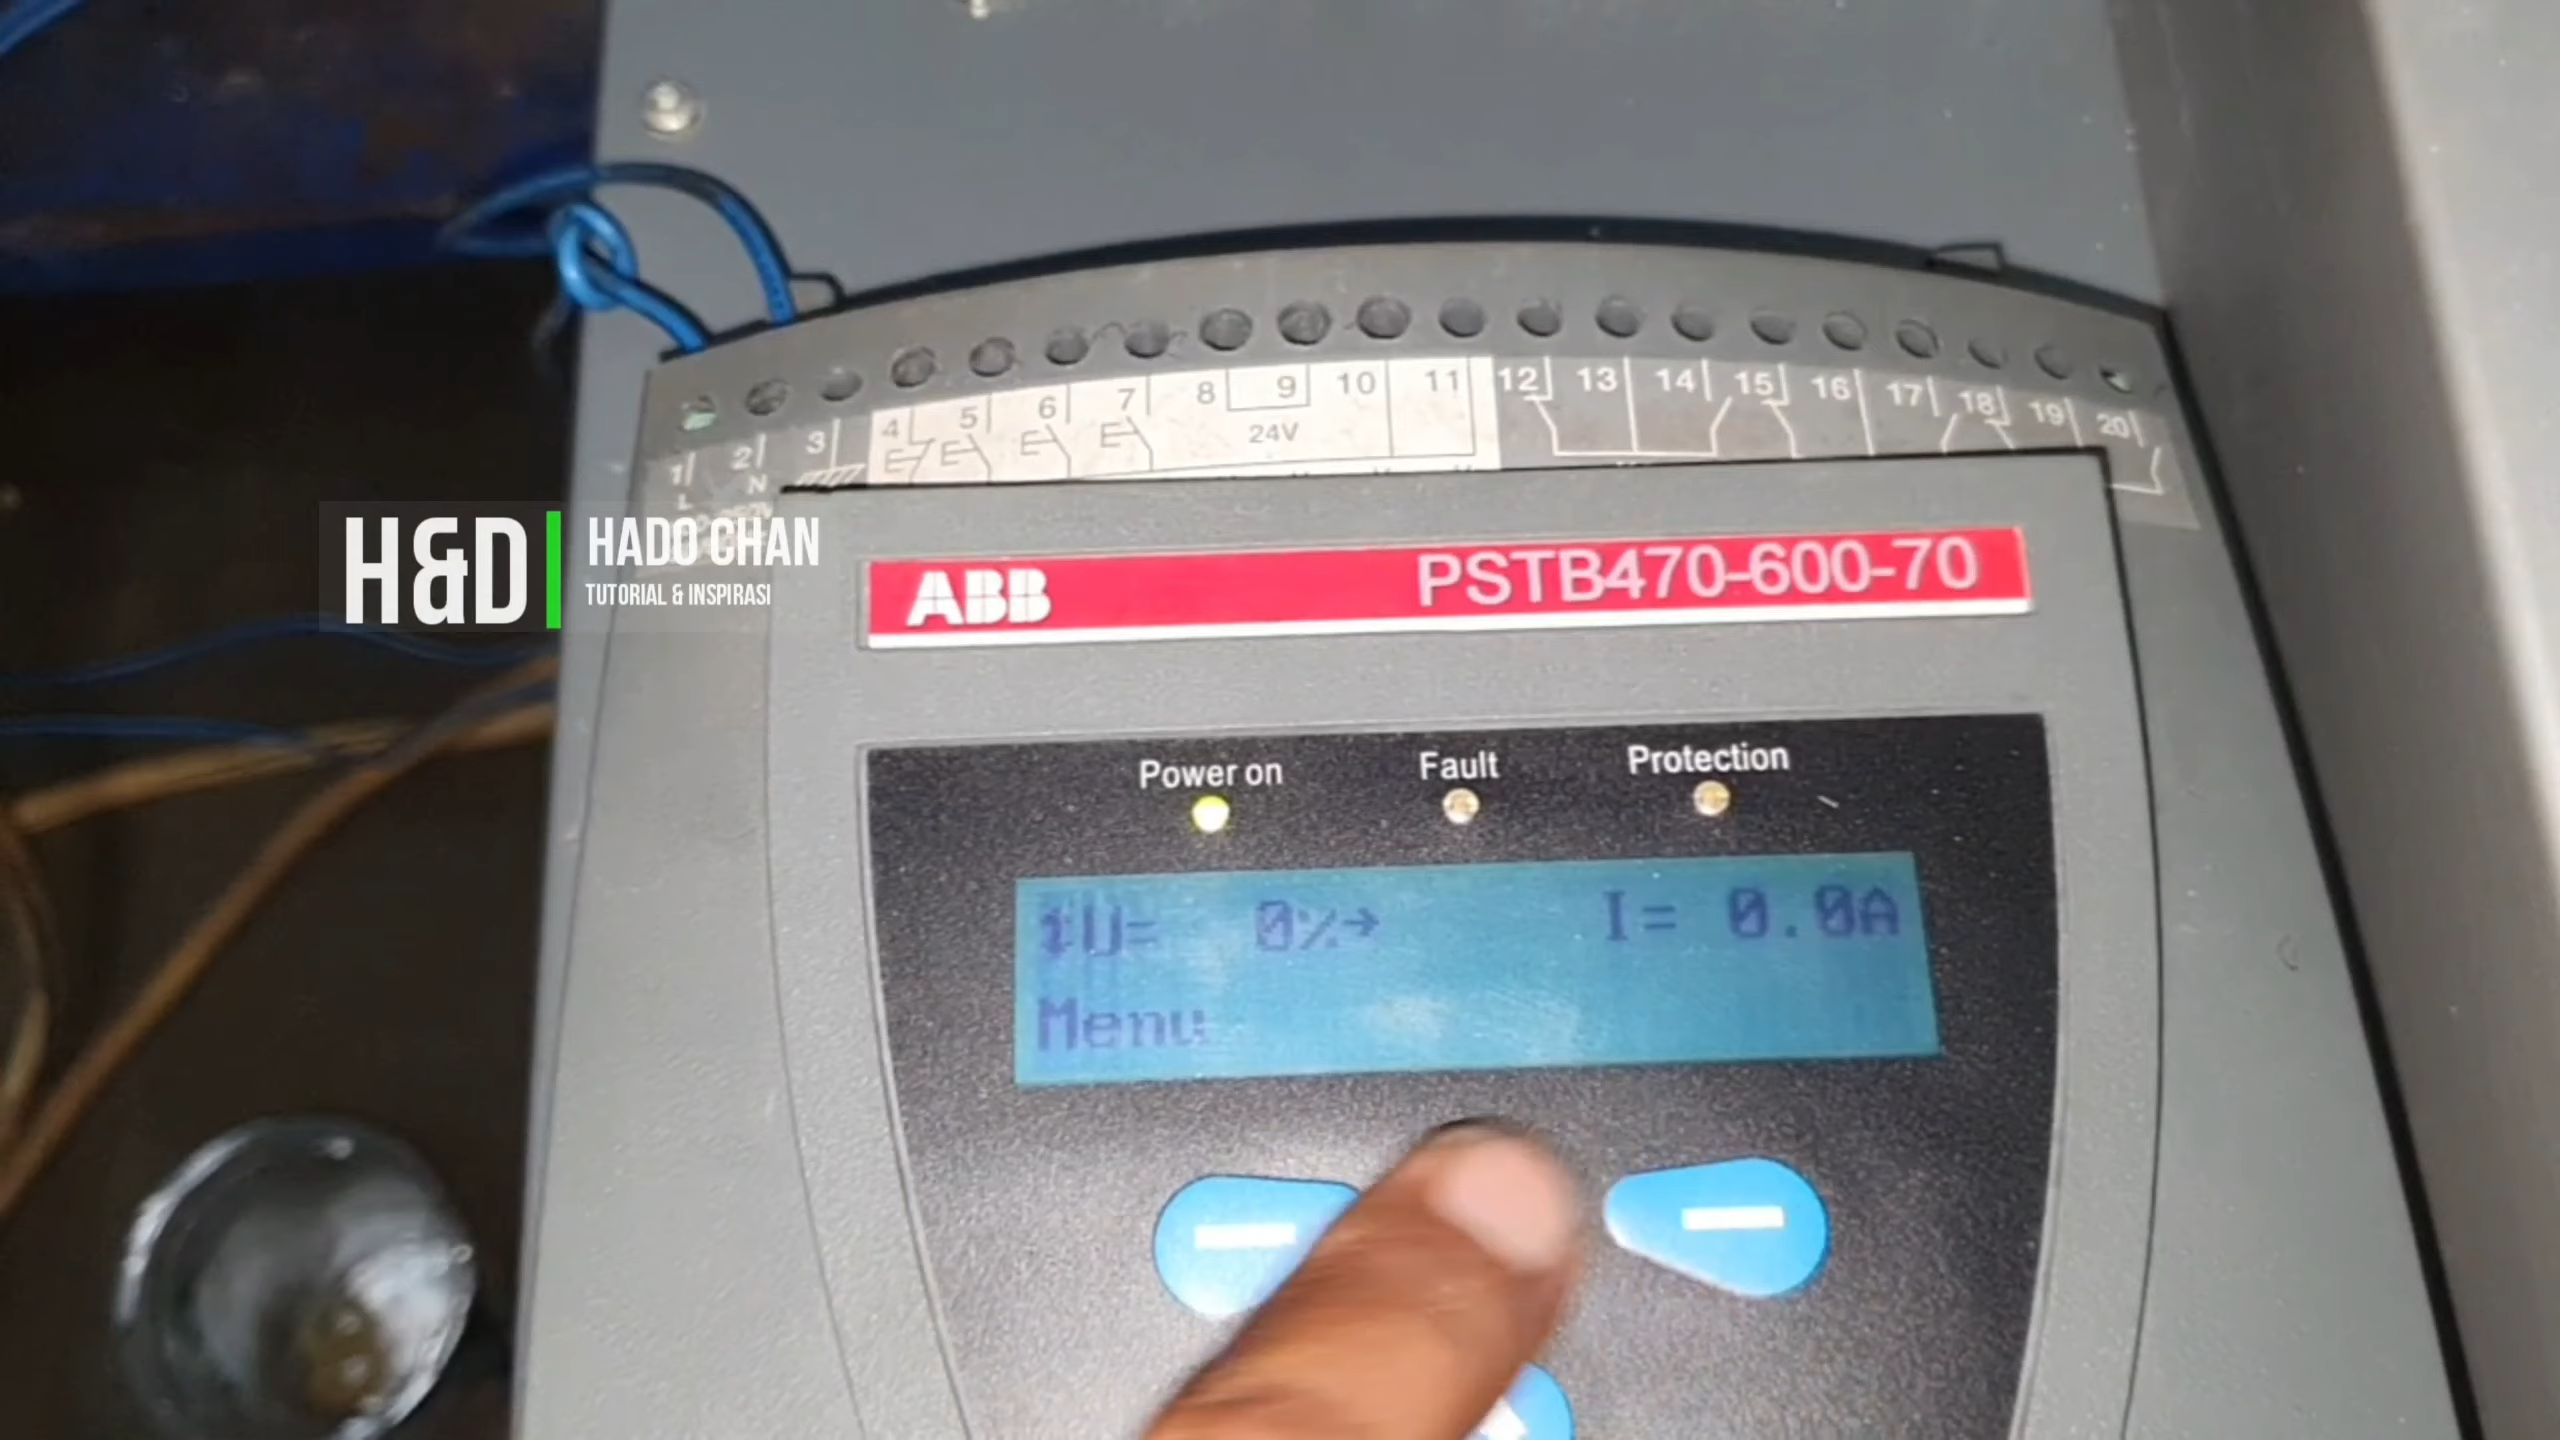 1 2 3 4 5 6 7 8 9 10 11 12 13 14 15 16 17 18 19 20
L N 24V
H&D HADO CHAN
TUTORIAL & INSPIRASI
ABB PSTB470-600-70
Power on Fault Protection
U= 0%→ I= 0.0A
Menu